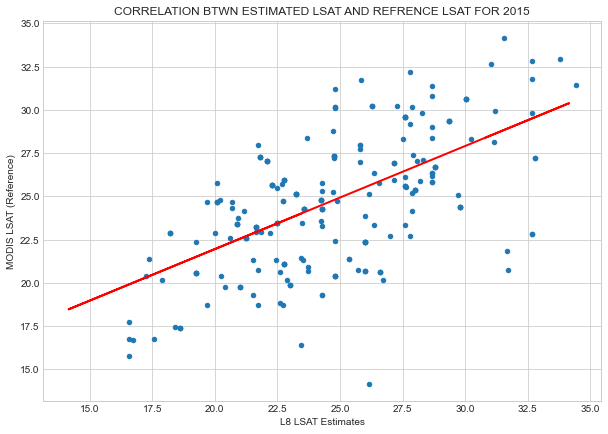 CORRELATION BTWN ESTIMATED LSAT AND REFRENCE LSAT FOR 2015
35.0
32.5
30.0
27.5
25.0
22.5
20.0
17.5
15.0
MODIS LSAT (Reference)
15.0 17.5 20.0 22.5 25.0 27.5 30.0 32.5 35.0
L8 LSAT Estimates